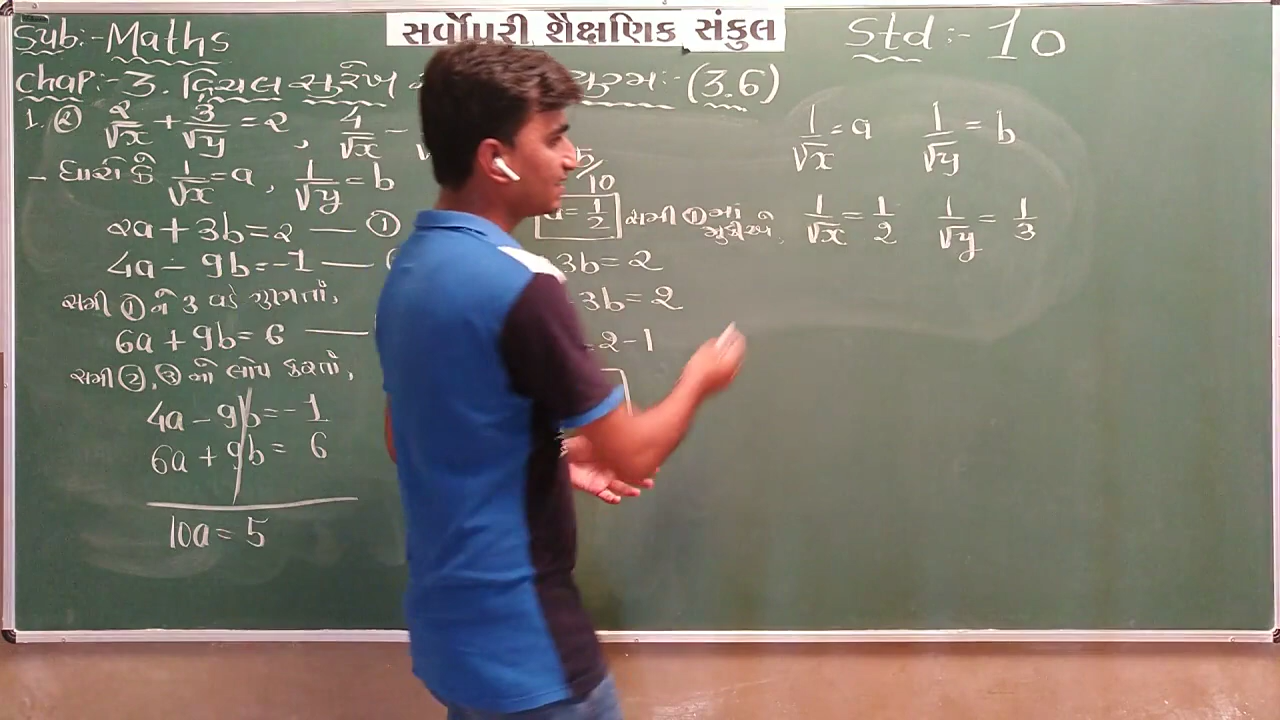 Sub:- Maths
સર્વોપરી શૈક્ષણિક સંકુલ
Std :- 10
Chap:- 3. દ્વિચલ સુરેખ યુગ્મ:- (3.6)
1. ② 2/√x + 3/√y = ૨ , 4/√x -
- ધારો કે 1/√x = a , 1/√y = b
2a + 3b = ૨ — ①
4a - 9b = -1 —
સમી ① ને ૩ વડે ગુણતાં,
6a + 9b = 6 —
સમી ②, ③ નો લોપ કરતાં,
4a - 9b = -1
6a + 9b = 6
10a = 5
5/10
a = 1/2 સમી ① માં મુકીએ,
3b = 2
3b = 2
= 2 - 1
1/√x = a 1/√y = b
1/√x = 1/2 1/√y = 1/3